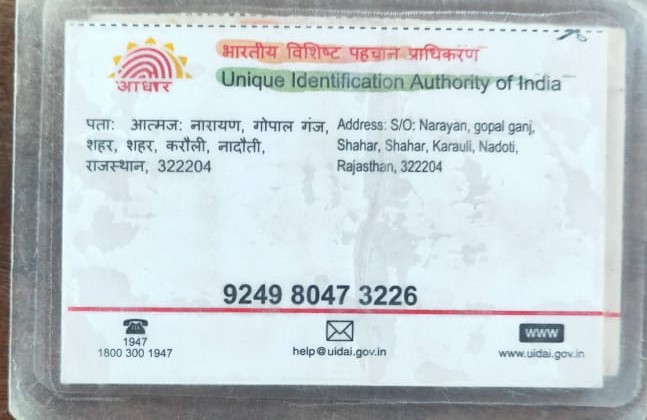 आधार
भारतीय विशिष्ट पहचान प्राधिकरण
Unique Identification Authority of India
पताः आत्मजः नारायण, गोपाल गंज,
शहर, शहर, करौली, नादौती,
राजस्थान, 322204
Address: S/O: Narayan, gopal ganj,
Shahar, Shahar, Karauli, Nadoti,
Rajasthan, 322204
9249 8047 3226
1947
1800 300 1947
help@uidai.gov.in
www
www.uidai.gov.in